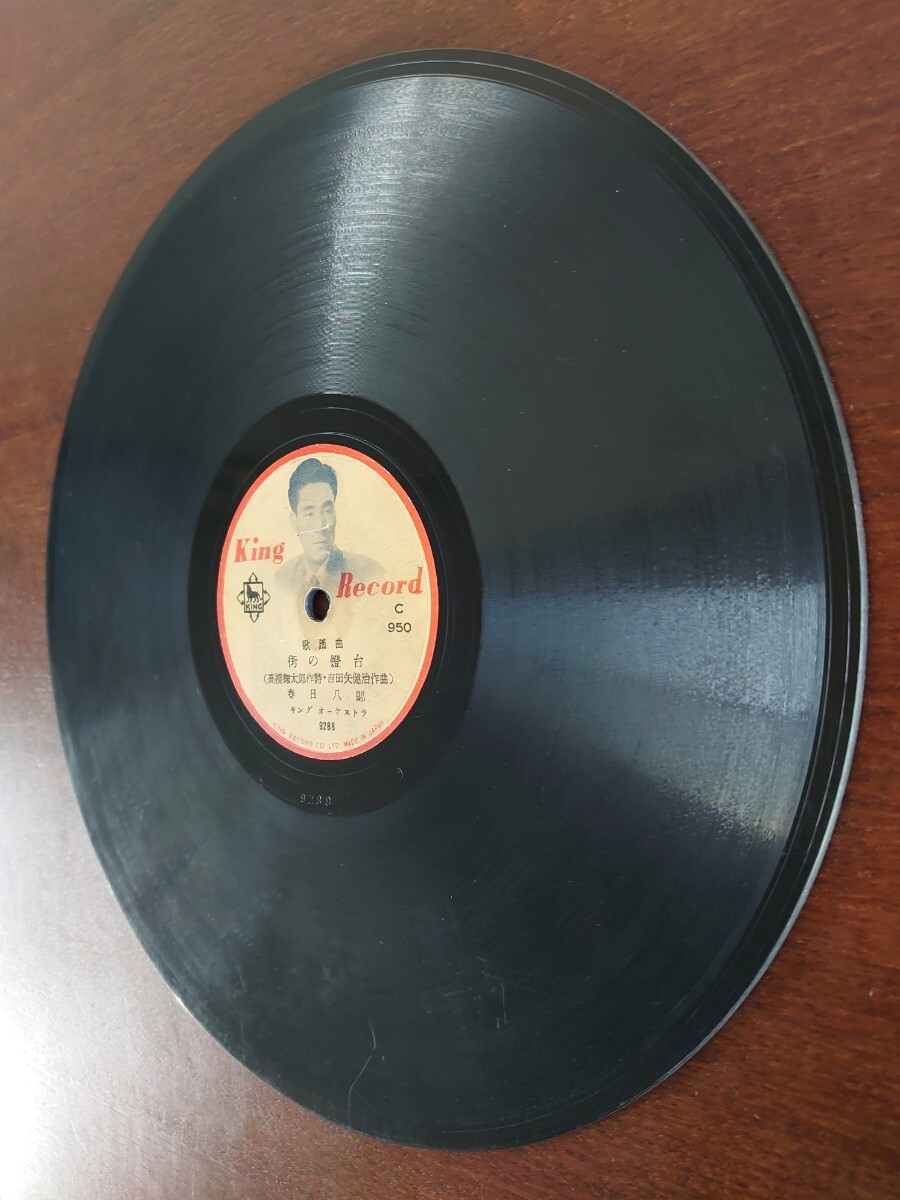 King
Record
KING
C
950
歌謡曲
街の燈台
(高橋掬太郎作詩・吉田矢健治作曲)
春日八郎
キング オーケストラ
9288
KING RECORD CO LTD MADE IN JAPAN
9288